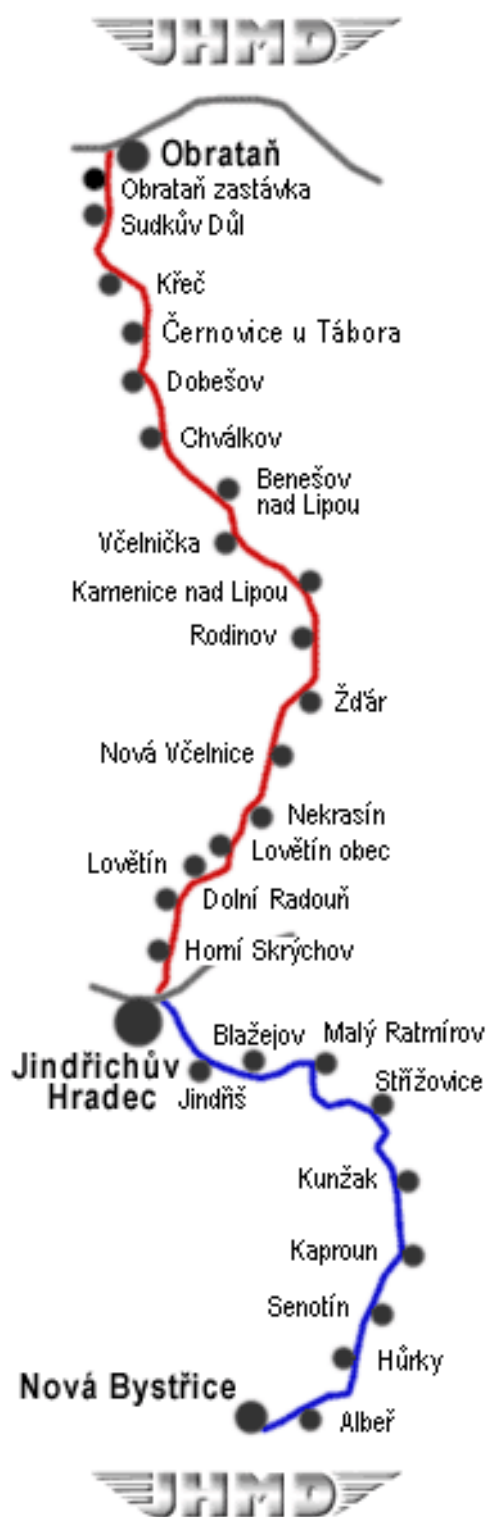 JHMD
Obrataň
Obrataň zastávka
Sudkův Důl
Křeč
Černovice u Tábora
Dobešov
Chválkov
Benešov
nad Lipou
Včelnička
Kamenice nad Lipou
Rodinov
Žďár
Nová Včelnice
Nekrasín
Lovětín obec
Lovětín
Dolní Radouň
Horní Skrýchov
Jindřichův
Hradec
Blažejov
Malý Ratmírov
Jindřiš
Střížovice
Kunžak
Kaproun
Senotín
Hůrky
Nová Bystřice
Albeř
JHMD